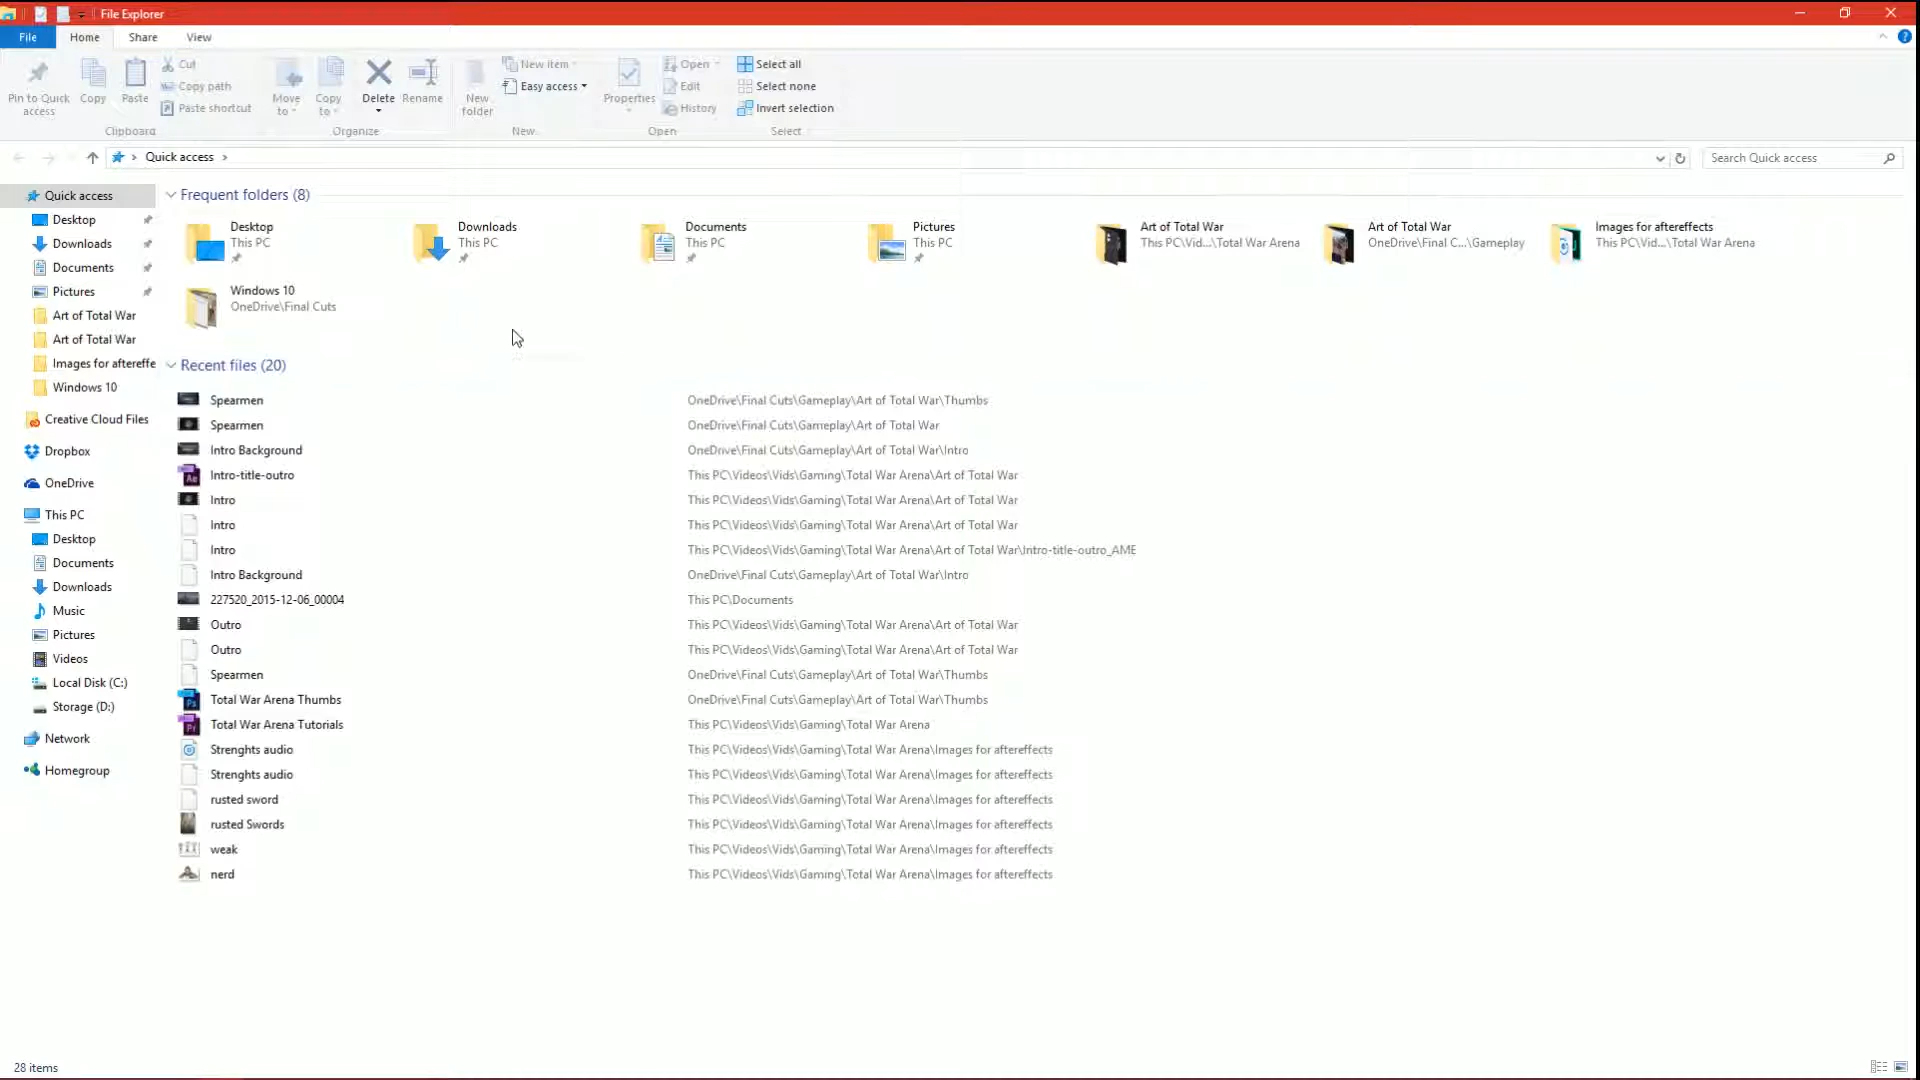 File Explorer
File Home Share View
Pin to Quick access
Copy
Paste
Cut
Copy path
Paste shortcut
Clipboard
Move to
Copy to
Delete
Rename
Organize
New folder
New item
Easy access
New
Properties
Open
Edit
History
Open
Select all
Select none
Invert selection
Select
Quick access
Search Quick access
Quick access
Desktop
Downloads
Documents
Pictures
Art of Total War
Art of Total War
Images for aftereffe
Windows 10
Creative Cloud Files
Dropbox
OneDrive
This PC
Desktop
Documents
Downloads
Music
Pictures
Videos
Local Disk (C:)
Storage (D:)
Network
Homegroup
Frequent folders (8)
Desktop
This PC
Downloads
This PC
Documents
This PC
Pictures
This PC
Art of Total War
This PC\Vid...\Total War Arena
Art of Total War
OneDrive\Final C...\Gameplay
Images for aftereffects
This PC\Vid...\Total War Arena
Windows 10
OneDrive\Final Cuts
Recent files (20)
Spearmen OneDrive\Final Cuts\Gameplay\Art of Total War\Thumbs
Spearmen OneDrive\Final Cuts\Gameplay\Art of Total War
Intro Background OneDrive\Final Cuts\Gameplay\Art of Total War\Intro
Intro-title-outro This PC\Videos\Vids\Gaming\Total War Arena\Art of Total War
Intro This PC\Videos\Vids\Gaming\Total War Arena\Art of Total War
Intro This PC\Videos\Vids\Gaming\Total War Arena\Art of Total War
Intro This PC\Videos\Vids\Gaming\Total War Arena\Art of Total War\Intro-title-outro_AME
Intro Background OneDrive\Final Cuts\Gameplay\Art of Total War\Intro
227520_2015-12-06_00004 This PC\Documents
Outro This PC\Videos\Vids\Gaming\Total War Arena\Art of Total War
Outro This PC\Videos\Vids\Gaming\Total War Arena\Art of Total War
Spearmen OneDrive\Final Cuts\Gameplay\Art of Total War\Thumbs
Total War Arena Thumbs OneDrive\Final Cuts\Gameplay\Art of Total War\Thumbs
Total War Arena Tutorials This PC\Videos\Vids\Gaming\Total War Arena
Strenghts audio This PC\Videos\Vids\Gaming\Total War Arena\Images for aftereffects
Strenghts audio This PC\Videos\Vids\Gaming\Total War Arena\Images for aftereffects
rusted sword This PC\Videos\Vids\Gaming\Total War Arena\Images for aftereffects
rusted Swords This PC\Videos\Vids\Gaming\Total War Arena\Images for aftereffects
weak This PC\Videos\Vids\Gaming\Total War Arena\Images for aftereffects
nerd This PC\Videos\Vids\Gaming\Total War Arena\Images for aftereffects
28 items